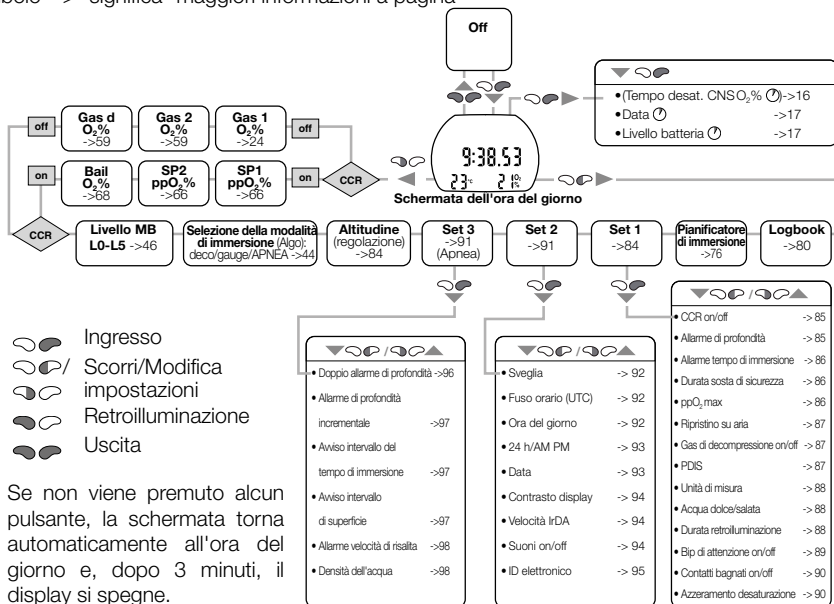 significa "maggiori informazioni a pagina"
Off
(Tempo desat. CNS O₂% )->16
Data ->17
Livello batteria ->17
off
Gas d O₂% ->59
Gas 2 O₂% ->59
Gas 1 O₂% ->24
off
on
Bail O₂% ->68
SP2 ppO₂% ->66
SP1 ppO₂% ->66
on
CCR
9:38.53
23°C 21 O₂%
Schermata dell'ora del giorno
CCR
Livello MB L0-L5 ->46
Selezione della modalità di immersione (Algo): deco/gauge/APNEA ->44
Altitudine (regolazione) ->84
Set 3 ->91 (Apnea)
Set 2 ->91
Set 1 ->84
Pianificatore di immersione ->76
Logbook ->80
Ingresso
/ Scorri/Modifica
impostazioni
Retroilluminazione
Uscita
Se non viene premuto alcun
pulsante, la schermata torna
automaticamente all'ora del
giorno e, dopo 3 minuti, il
display si spegne.
/
• Doppio allarme di profondità ->96
• Allarme di profondità
incrementale ->97
• Avviso intervallo del
tempo di immersione ->97
• Avviso intervallo
di superficie ->97
• Allarme velocità di risalita ->98
• Densità dell'acqua ->98
/
• Sveglia -> 92
• Fuso orario (UTC) -> 92
• Ora del giorno -> 92
• 24 h/AM PM -> 93
• Data -> 93
• Contrasto display -> 94
• Velocità IrDA -> 94
• Suoni on/off -> 94
• ID elettronico -> 95
/
• CCR on/off -> 85
• Allarme di profondità -> 85
• Allarme tempo di immersione -> 86
• Durata sosta di sicurezza -> 86
• ppO₂ max -> 86
• Ripristino su aria -> 87
• Gas di decompressione on/off -> 87
• PDIS -> 87
• Unità di misura -> 88
• Acqua dolce/salata -> 88
• Durata retroilluminazione -> 88
• Bip di attenzione on/off -> 89
• Contatti bagnati on/off -> 90
• Azzeramento desaturazione -> 90